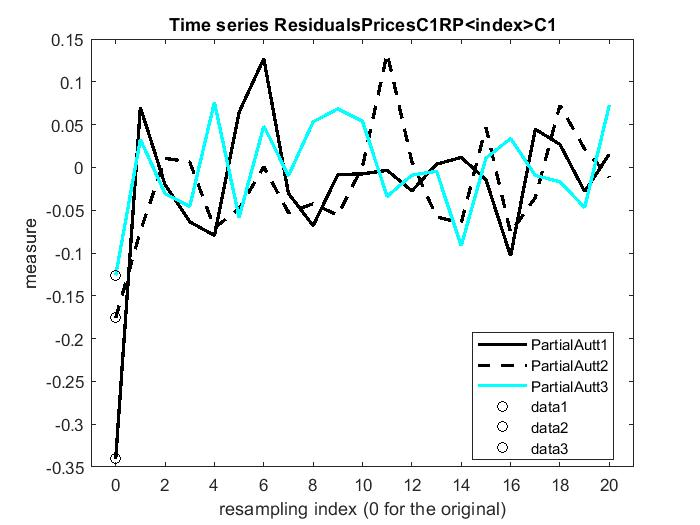 Time series ResidualsPricesC1RP<index>C1
0.15
0.1
0.05
0
-0.05
-0.1
-0.15
-0.2
-0.25
-0.3
-0.35
measure
PartialAutt1
PartialAutt2
PartialAutt3
data1
data2
data3
0 2 4 6 8 10 12 14 16 18 20
resampling index (0 for the original)